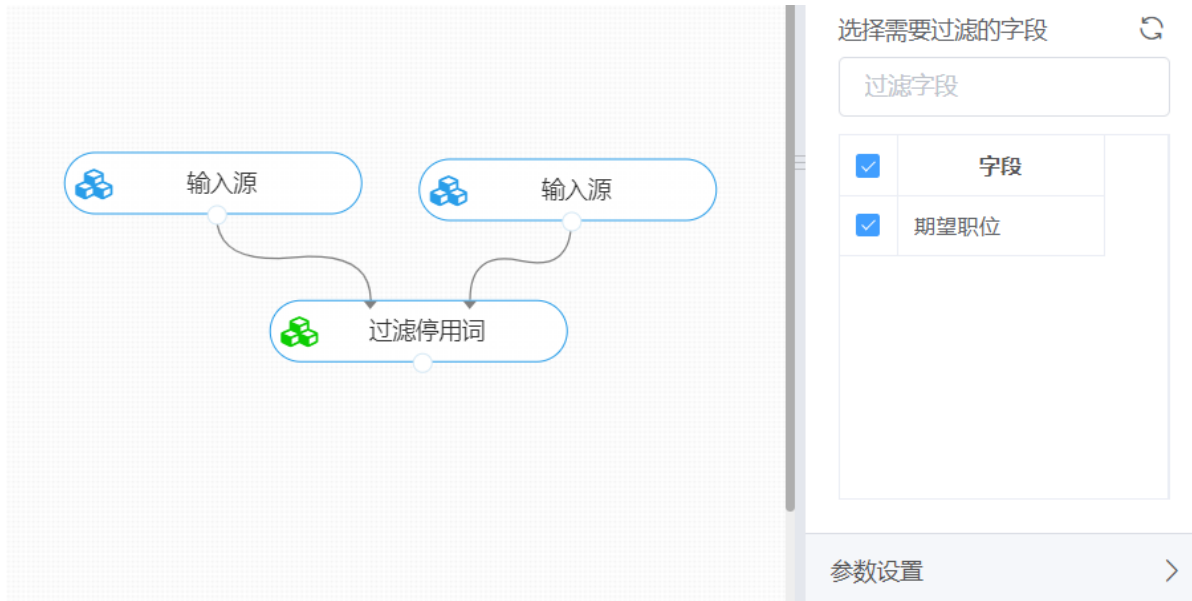 输入源
输入源
过滤停用词
选择需要过滤的字段
过滤字段
字段
期望职位
参数设置